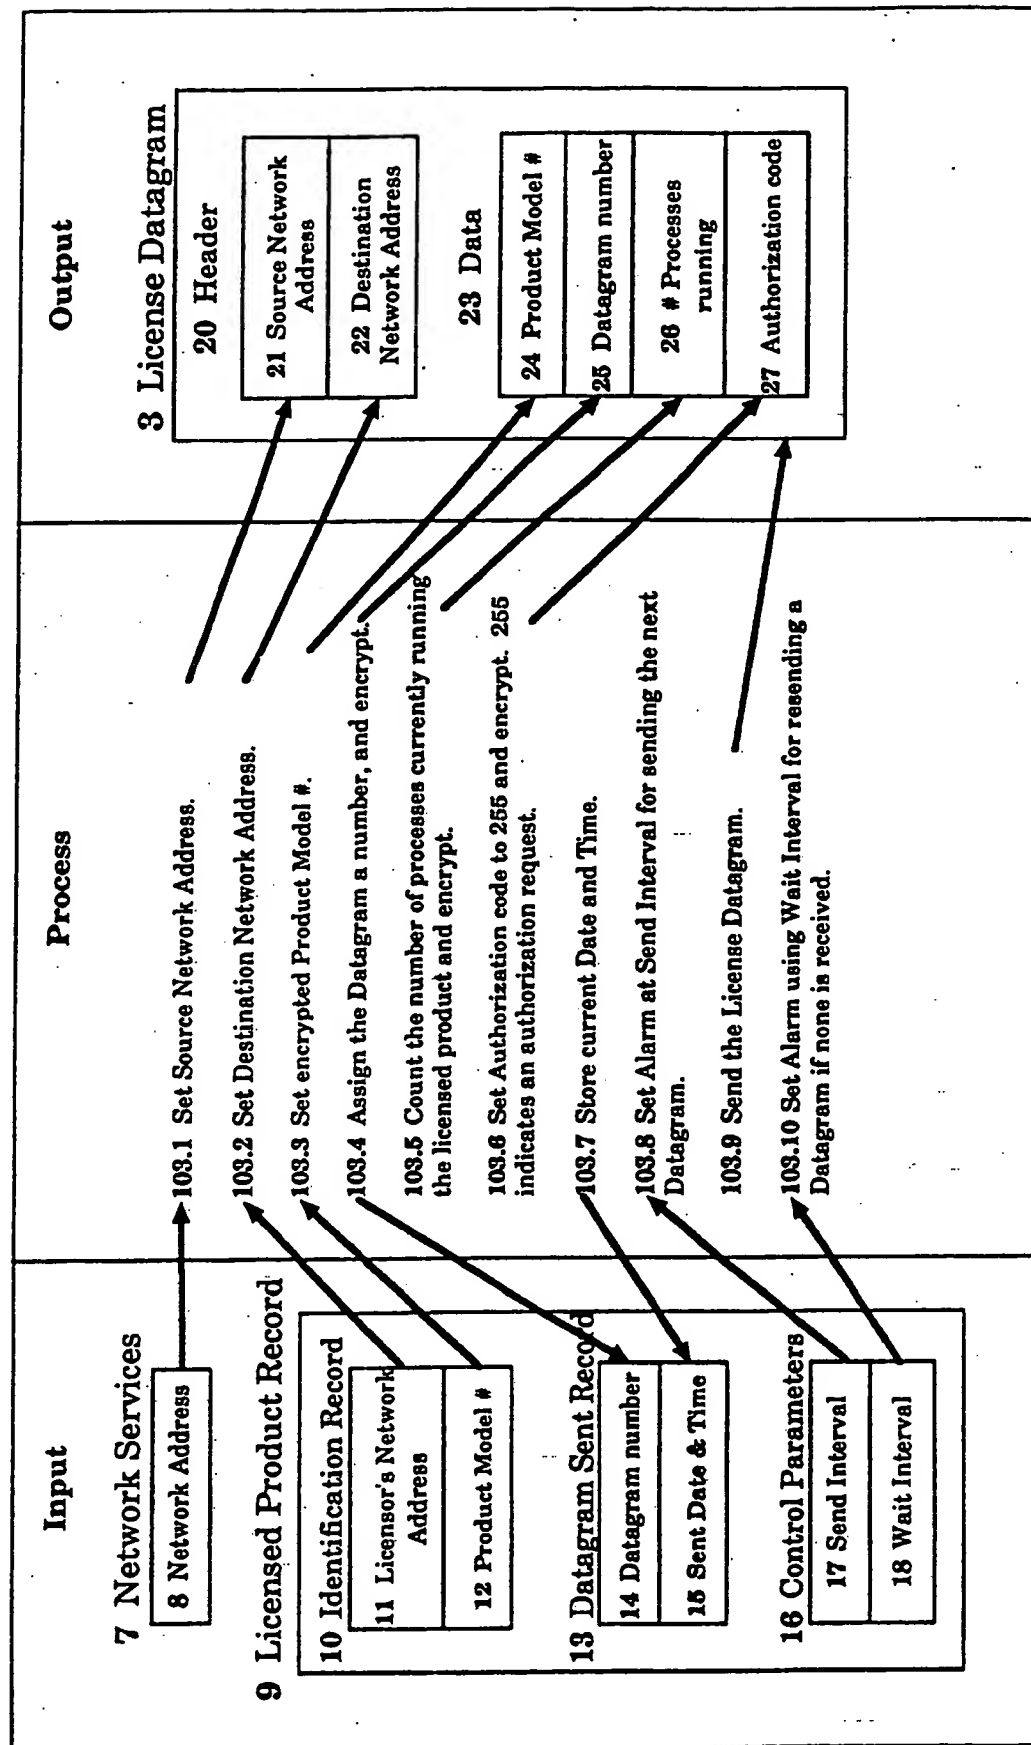 Input
7 Network Services
8 Network Address
9 Licensed Product Record
10 Identification Record
11 Licensor's Network
Address
12 Product Model #
13 Datagram Sent Record
14 Datagram number
15 Sent Date & Time
16 Control Parameters
17 Send Interval
18 Wait Interval
Process
103.1 Set Source Network Address.
103.2 Set Destination Network Address.
103.3 Set encrypted Product Model #.
103.4 Assign the Datagram a number, and encrypt.
103.5 Count the number of processes currently running
the licensed product and encrypt.
103.6 Set Authorization code to 255 and encrypt. 255
indicates an authorization request.
103.7 Store current Date and Time.
103.8 Set Alarm at Send Interval for sending the next
Datagram.
103.9 Send the License Datagram.
103.10 Set Alarm using Wait Interval for resending a
Datagram if none is received.
Output
3 License Datagram
20 Header
21 Source Network
Address
22 Destination
Network Address
23 Data
24 Product Model #
25 Datagram number
26 # Processes
running
27 Authorization code